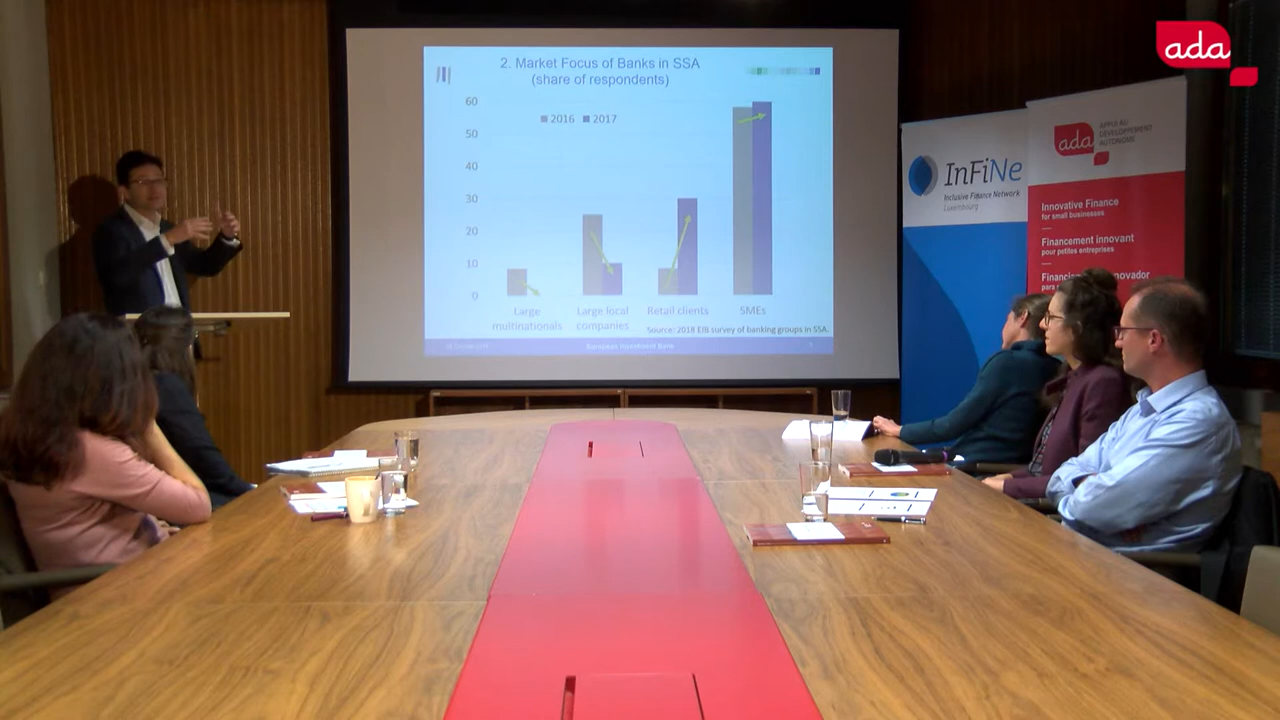 2. Market Focus of Banks in SSA
(share of respondents)
60
2016 2017
50
40
30
20
10
0
Large
multinationals
Large local
companies
Retail clients
SMEs
Source: 2018 EIB survey of banking groups in SSA.
European Investment Bank
ada
InFiNe
Inclusive Finance Network
Luxembourg
ada
APPUI AU
DÉVELOPPEMENT
AUTONOME
Innovative Finance
for small businesses
Financement innovant
pour petites entreprises